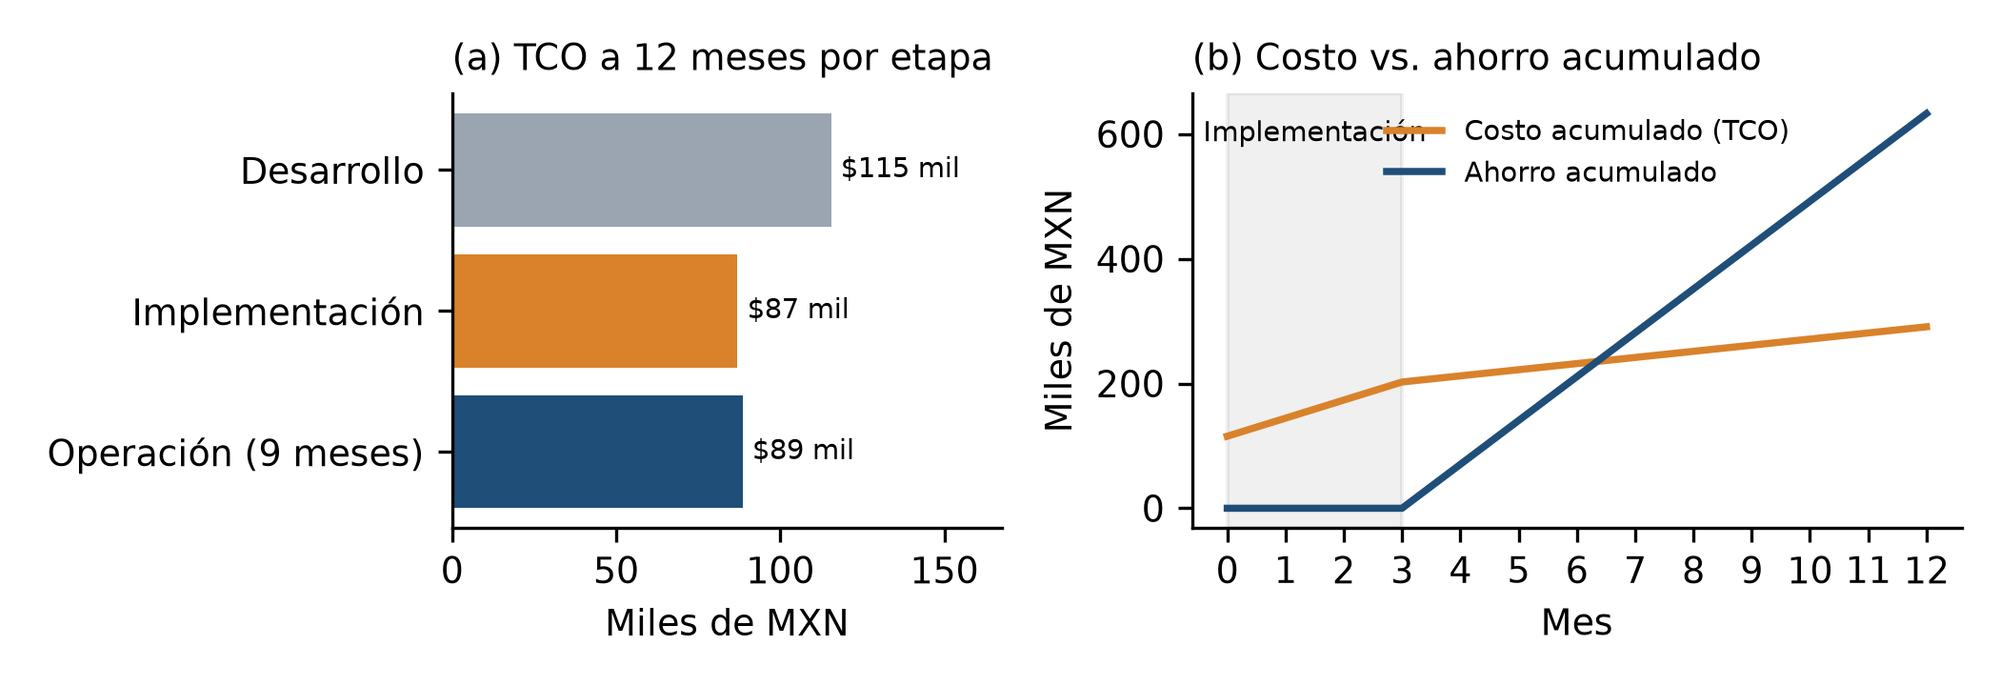 (a) TCO a 12 meses por etapa
Desarrollo
$115 mil
Implementación
$87 mil
Operación (9 meses)
$89 mil
0 50 100 150
Miles de MXN
(b) Costo vs. ahorro acumulado
Implementación
Costo acumulado (TCO)
Ahorro acumulado
Miles de MXN
600
400
200
0
0 1 2 3 4 5 6 7 8 9 10 11 12
Mes